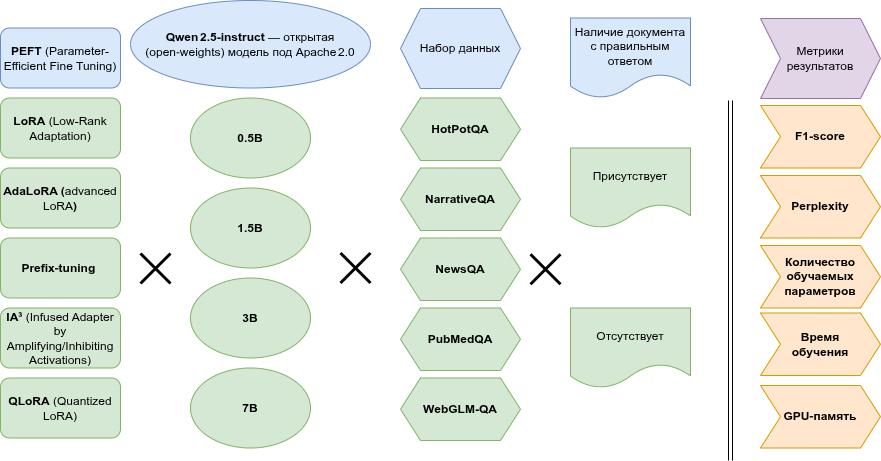 PEFT (Parameter-
Efficient Fine Tuning)
Qwen 2.5-instruct — открытая
(open-weights) модель под Apache 2.0
Набор данных
Наличие документа
с правильным
ответом
Метрики
результатов
LoRA (Low-Rank
Adaptation)
AdaLoRA (advanced
LoRA)
Prefix-tuning
IA³ (Infused Adapter
by
Amplifying/Inhibiting
Activations)
QLoRA (Quantized
LoRA)
0.5B
1.5B
3B
7B
HotPotQA
NarrativeQA
NewsQA
PubMedQA
WebGLM-QA
Присутствует
Отсутствует
F1-score
Perplexity
Количество
обучаемых
параметров
Время
обучения
GPU-память